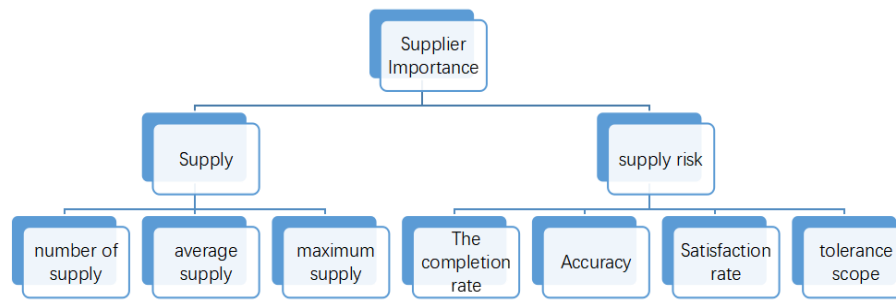 Supplier
Importance
Supply
supply risk
number of
supply
average
supply
maximum
supply
The
completion
rate
Accuracy
Satisfaction
rate
tolerance
scope